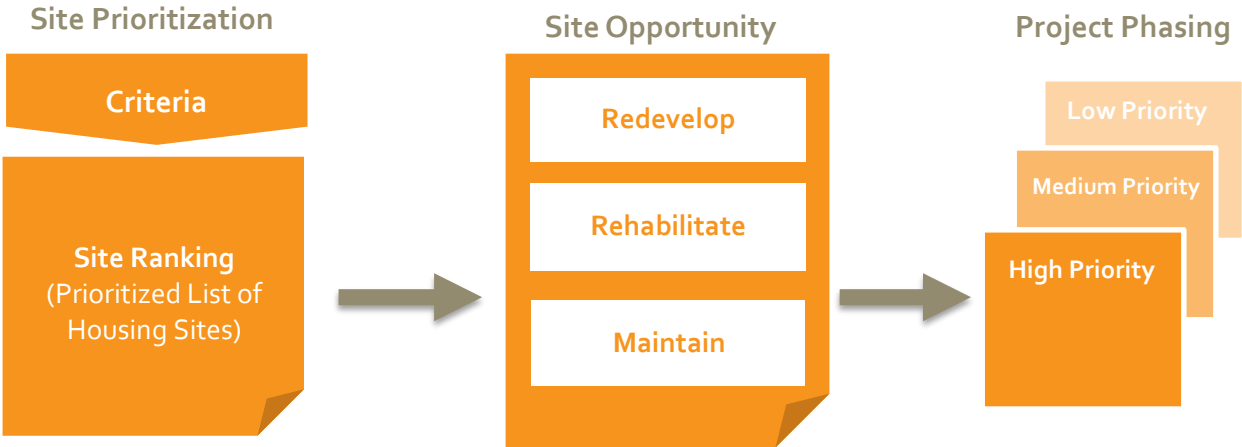 Site Prioritization
Criteria
Site Ranking
(Prioritized List of
Housing Sites)
Site Opportunity
Redevelop
Rehabilitate
Maintain
Project Phasing
Low Priority
Medium Priority
High Priority